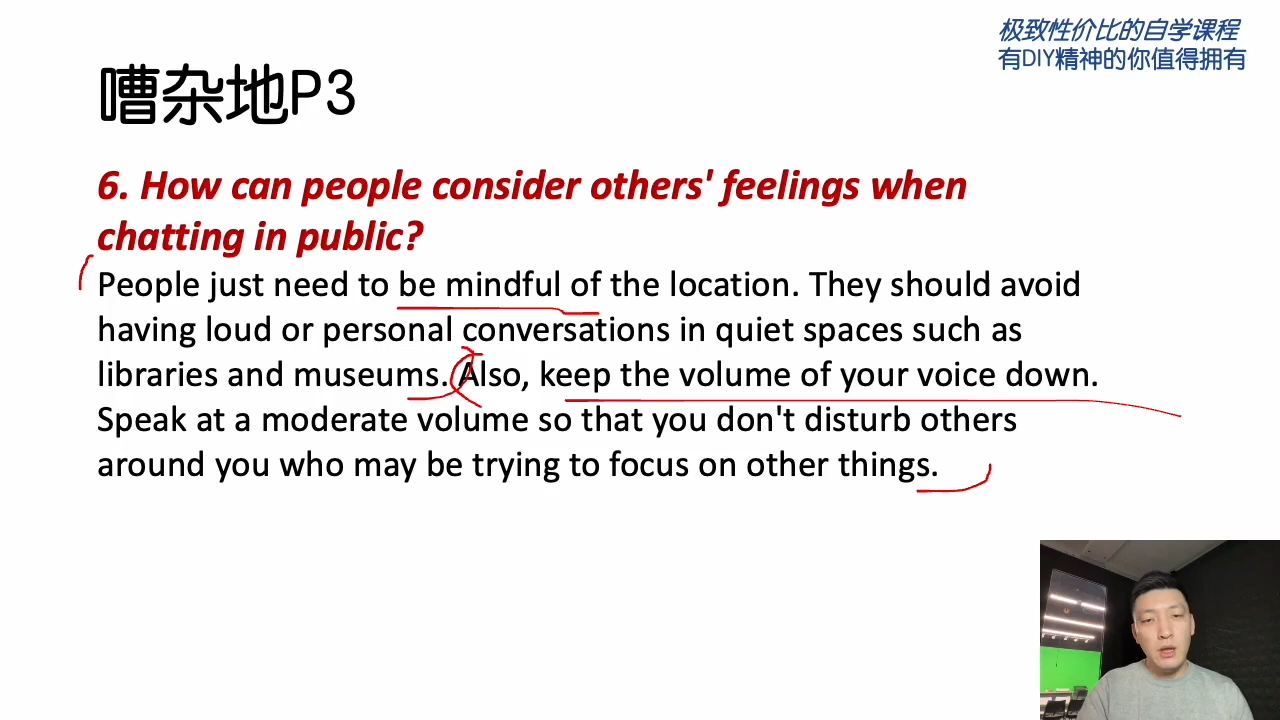 极致性价比的自学课程
有DIY精神的你值得拥有
嘈杂地P3
6. How can people consider others' feelings when
chatting in public?
People just need to be mindful of the location. They should avoid
having loud or personal conversations in quiet spaces such as
libraries and museums. Also, keep the volume of your voice down.
Speak at a moderate volume so that you don't disturb others
around you who may be trying to focus on other things.